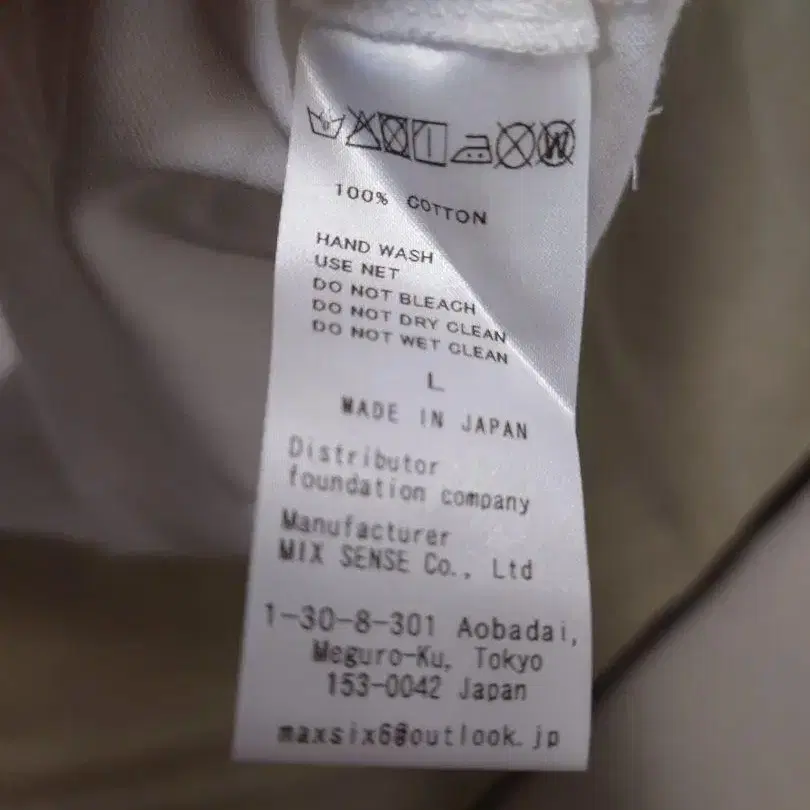 W
100% COTTON
HAND WASH
USE NET
DO NOT BLEACH
DO NOT DRY CLEAN
DO NOT WET CLEAN
L
MADE IN JAPAN
Distributor
foundation company
Manufacturer
MIX SENSE Co., Ltd
1-30-8-301 Aobadai,
Meguro-Ku, Tokyo
153-0042 Japan
maxsix6@outlook.jp